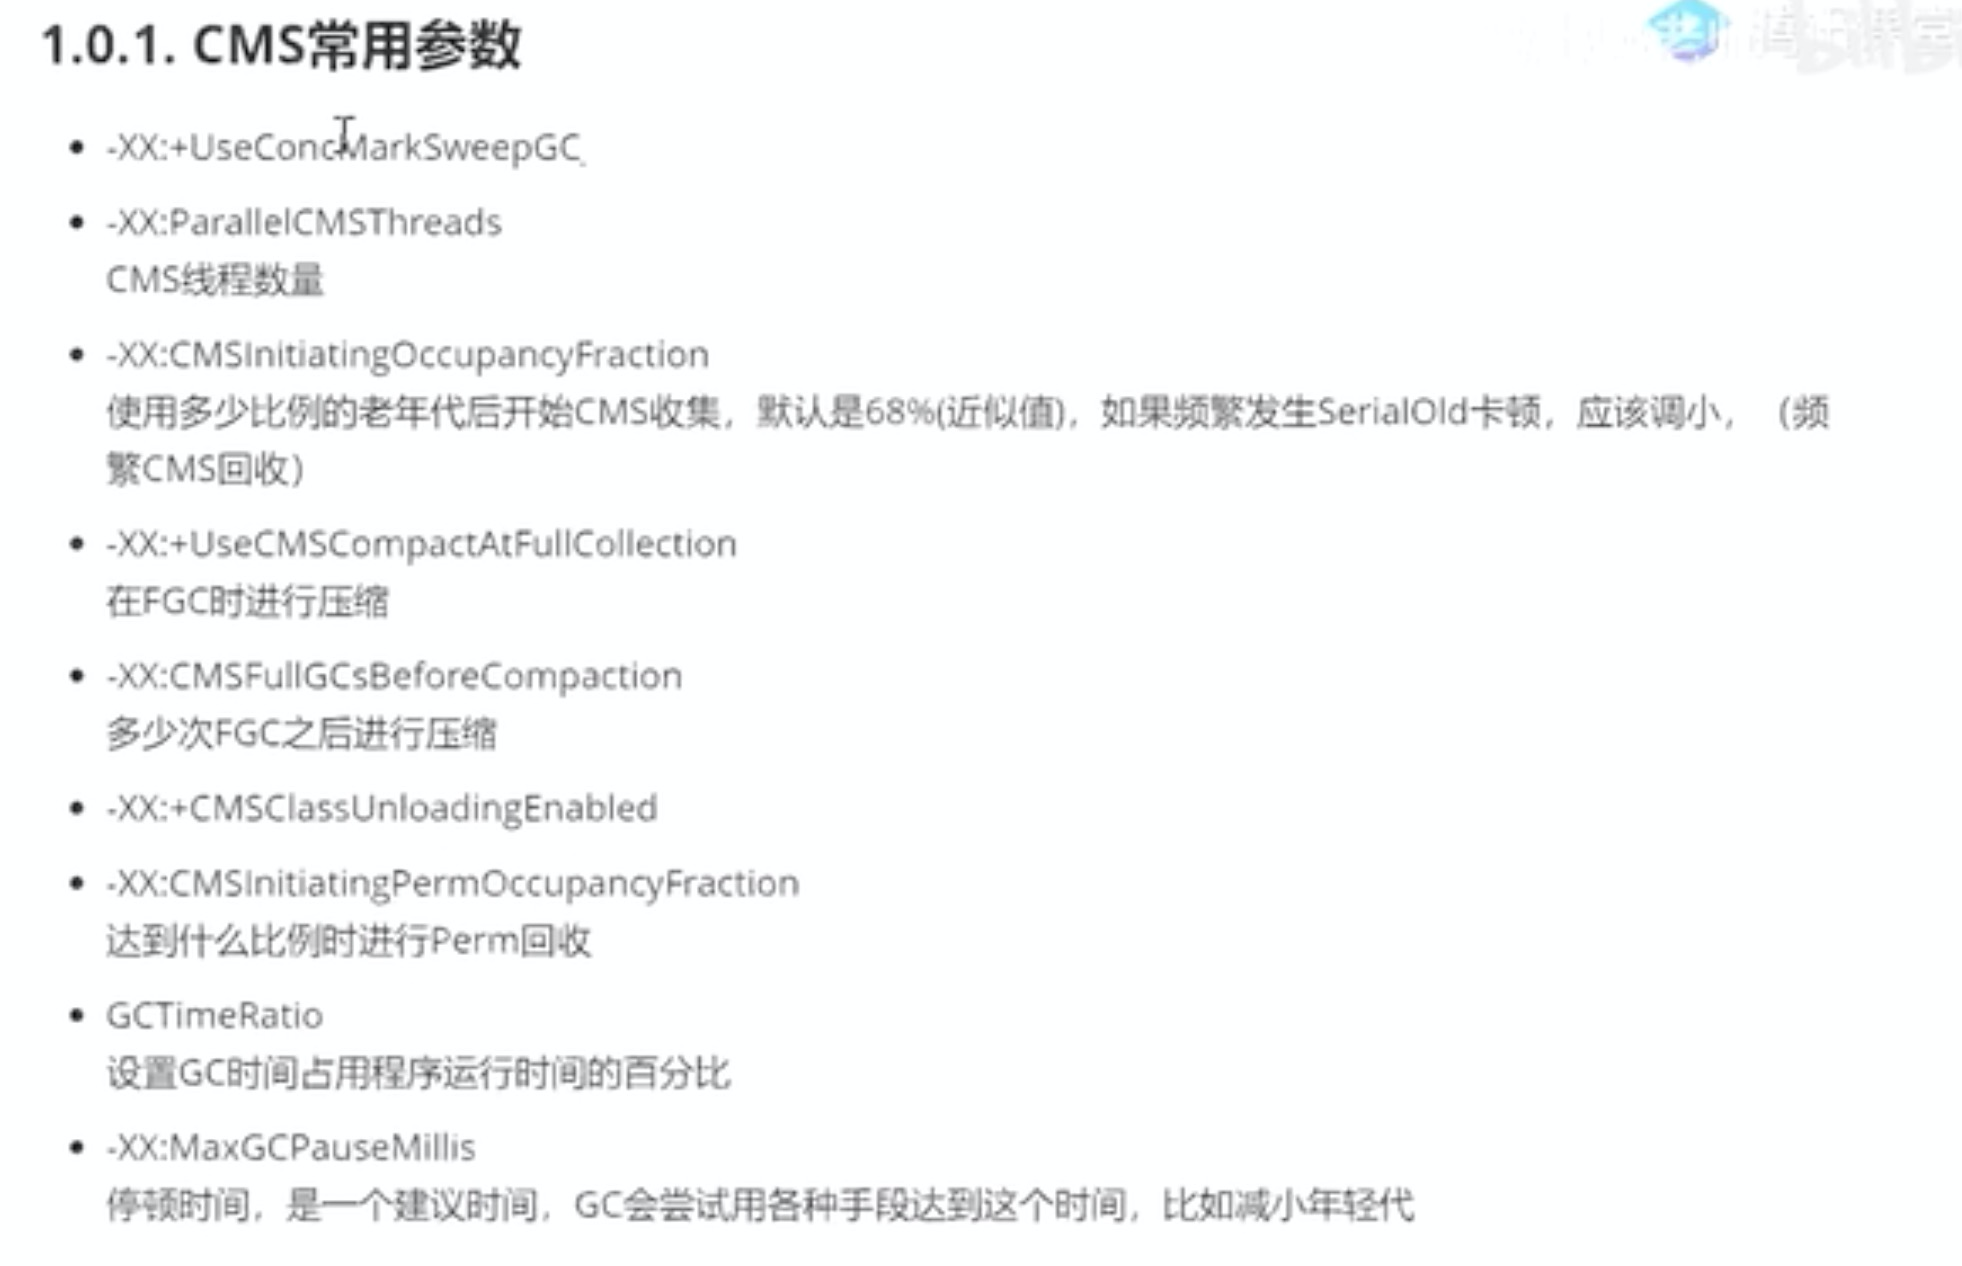 1.0.1. CMS常用参数
-XX:+UseConcMarkSweepGC
-XX:ParallelCMSThreads
CMS线程数量
-XX:CMSInitiatingOccupancyFraction
使用多少比例的老年代后开始CMS收集，默认是68%(近似值)，如果频繁发生SerialOld卡顿，应该调小，（频
繁CMS回收）
-XX:+UseCMSCompactAtFullCollection
在FGC时进行压缩
-XX:CMSFullGCsBeforeCompaction
多少次FGC之后进行压缩
-XX:+CMSClassUnloadingEnabled
-XX:CMSInitiatingPermOccupancyFraction
达到什么比例时进行Perm回收
GCTimeRatio
设置GC时间占用程序运行时间的百分比
-XX:MaxGCPauseMillis
停顿时间，是一个建议时间，GC会尝试用各种手段达到这个时间，比如减小年轻代